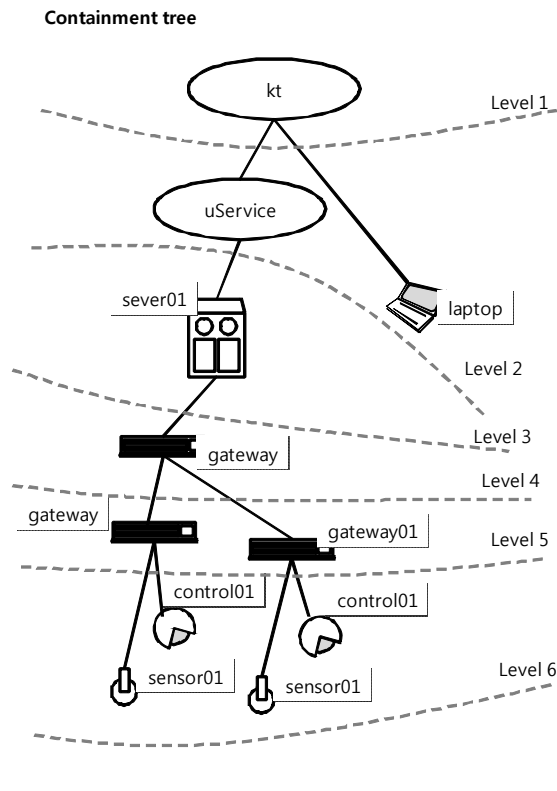 Containment tree
kt
Level 1
uService
sever01
laptop
Level 2
Level 3
gateway
Level 4
gateway
gateway01
Level 5
control01
control01
Level 6
sensor01
sensor01